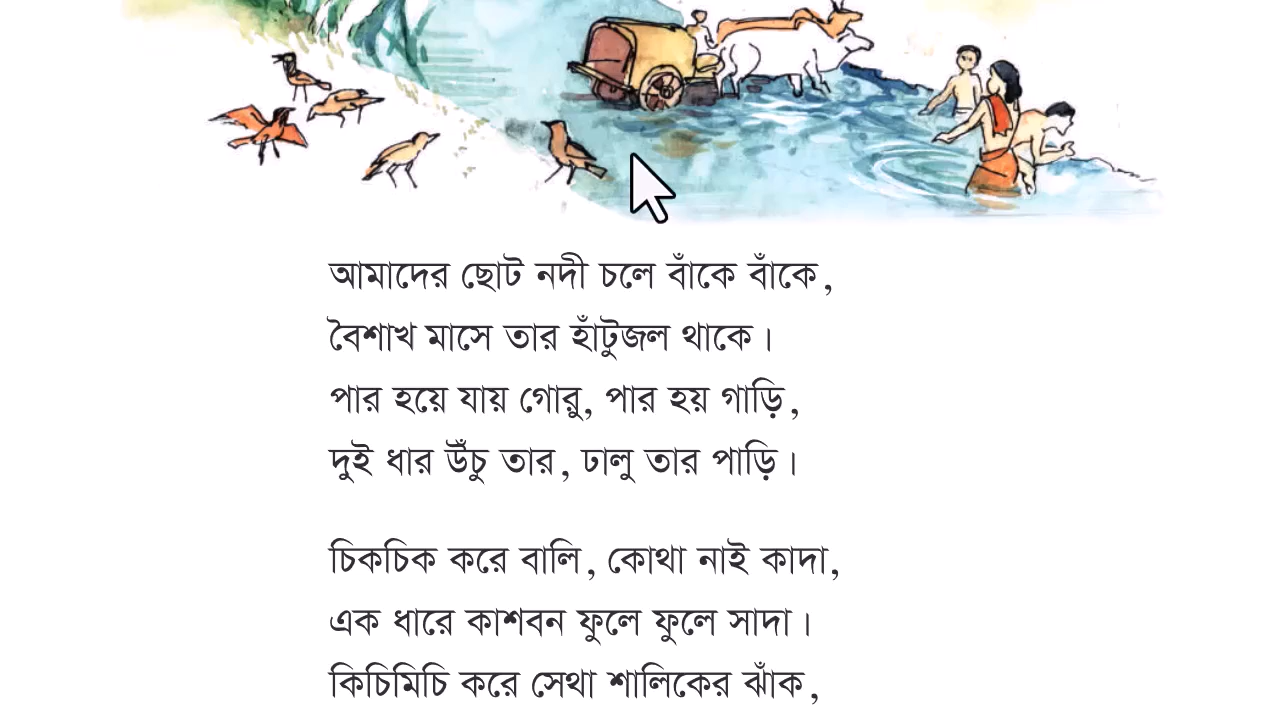 আমাদের ছোট নদী চলে বাঁকে বাঁকে,
বৈশাখ মাসে তার হাঁটুজল থাকে।
পার হয়ে যায় গোরু, পার হয় গাড়ি,
দুই ধার উঁচু তার, ঢালু তার পাড়ি।
চিকচিক করে বালি, কোথা নাই কাদা,
এক ধারে কাশবন ফুলে ফুলে সাদা।
কিচিমিচি করে সেথা শালিকের ঝাঁক,